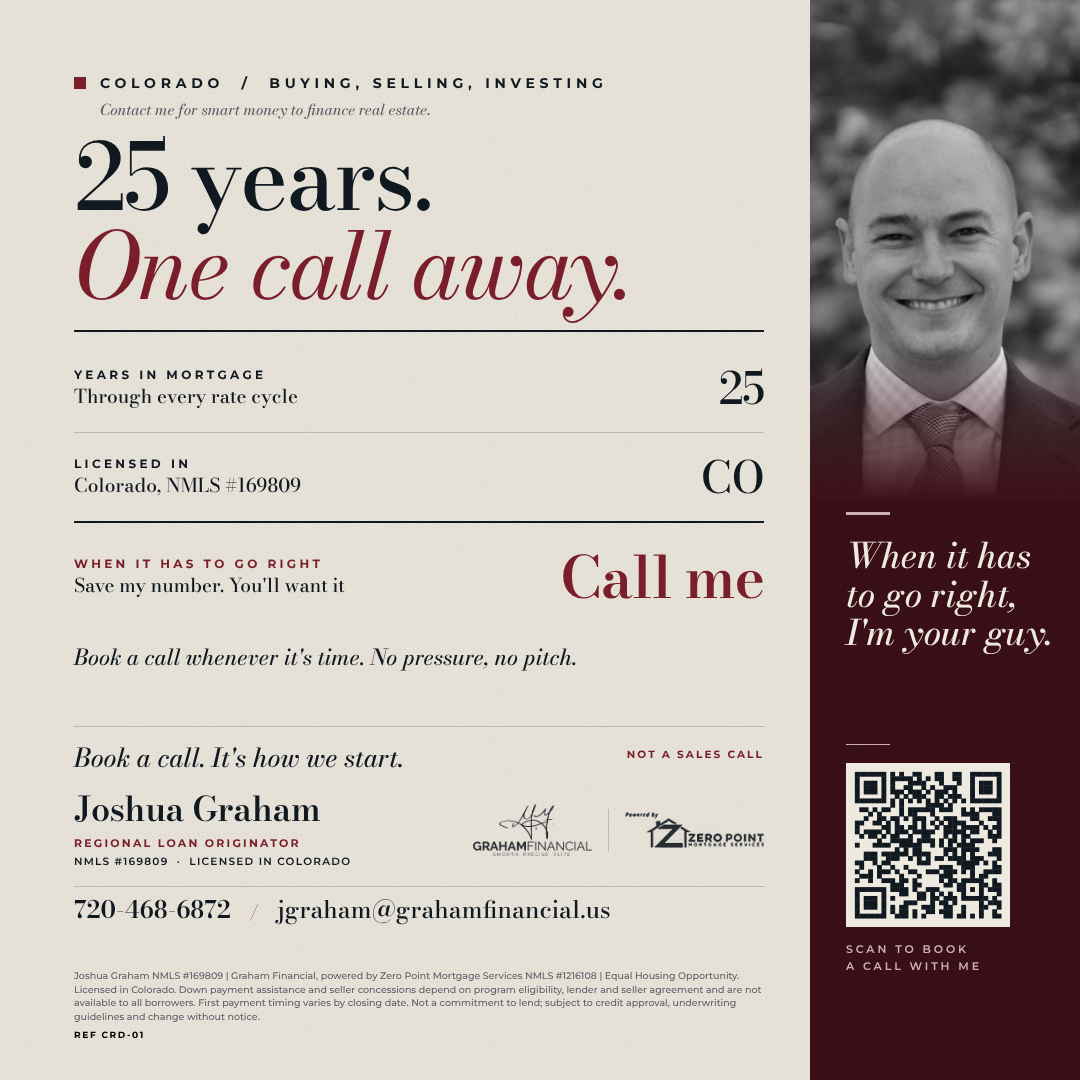 COLORADO / BUYING, SELLING, INVESTING
Contact me for smart money to finance real estate.
25 years.
One call away.
YEARS IN MORTGAGE
Through every rate cycle
25
LICENSED IN
Colorado, NMLS #169809
CO
WHEN IT HAS TO GO RIGHT
Save my number. You'll want it
Call me
Book a call whenever it's time. No pressure, no pitch.
Book a call. It's how we start.
NOT A SALES CALL
Joshua Graham
REGIONAL LOAN ORIGINATOR
NMLS #169809 · LICENSED IN COLORADO
GRAHAMFINANCIAL
SMOOTH. PRECISE. ELITE.
Powered by
ZERO POINT
MORTGAGE SERVICES
720-468-6872 / jgraham@grahamfinancial.us
Joshua Graham NMLS #169809 | Graham Financial, powered by Zero Point Mortgage Services NMLS #1216108 | Equal Housing Opportunity.
Licensed in Colorado. Down payment assistance and seller concessions depend on program eligibility, lender and seller agreement and are not
available to all borrowers. First payment timing varies by closing date. Not a commitment to lend; subject to credit approval, underwriting
guidelines and change without notice.
REF CRD-01
When it has
to go right,
I'm your guy.
SCAN TO BOOK
A CALL WITH ME